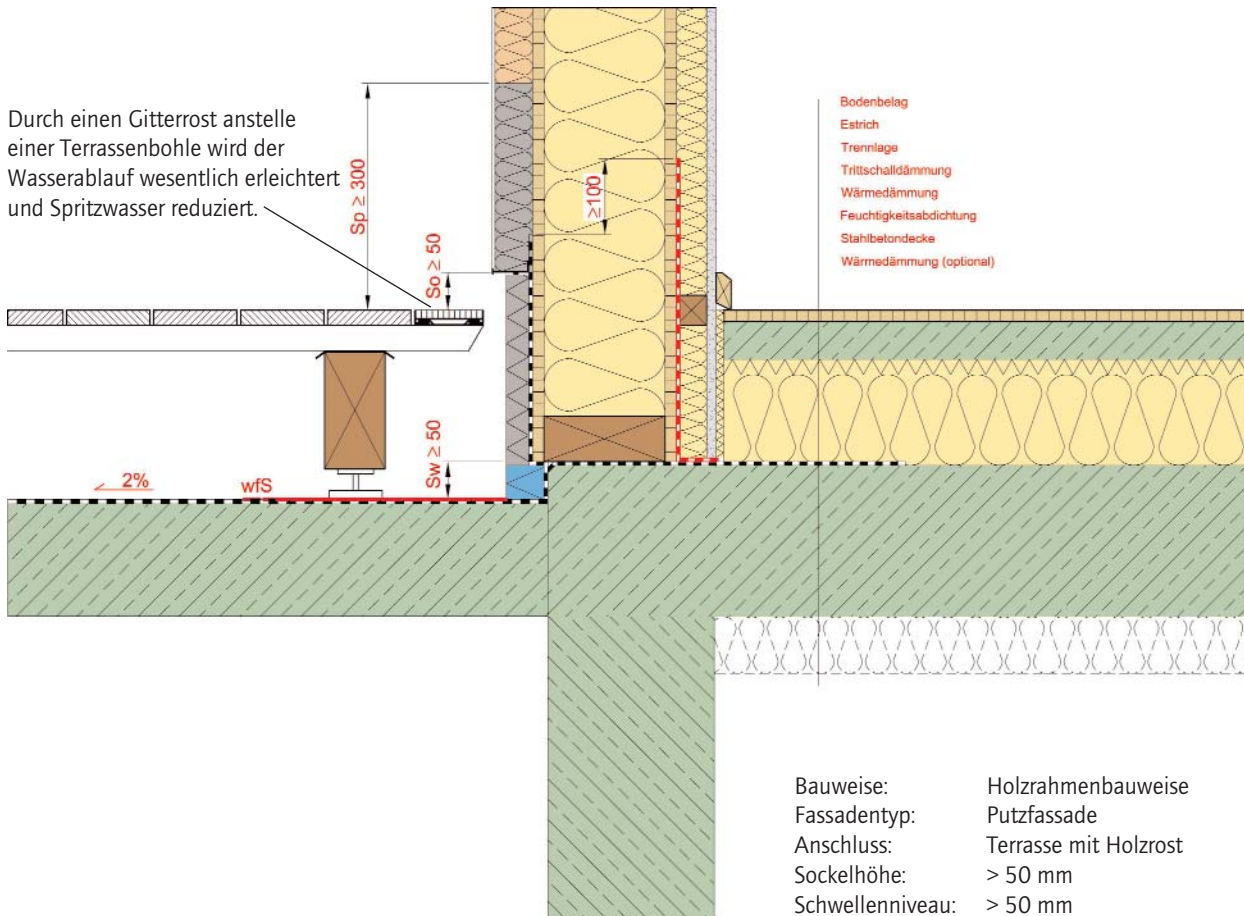 Durch einen Gitterrost anstelle
einer Terrassenbohle wird der
Wasserablauf wesentlich erleichtert
und Spritzwasser reduziert.
Sp ≥ 300
So ≥ 50
≥100
Sw ≥ 50
2%
wfS
Bodenbelag
Estrich
Trennlage
Trittschalldämmung
Wärmedämmung
Feuchtigkeitsabdichtung
Stahlbetondecke
Wärmedämmung (optional)
Bauweise: Holzrahmenbauweise
Fassadentyp: Putzfassade
Anschluss: Terrasse mit Holzrost
Sockelhöhe: > 50 mm
Schwellenniveau: > 50 mm